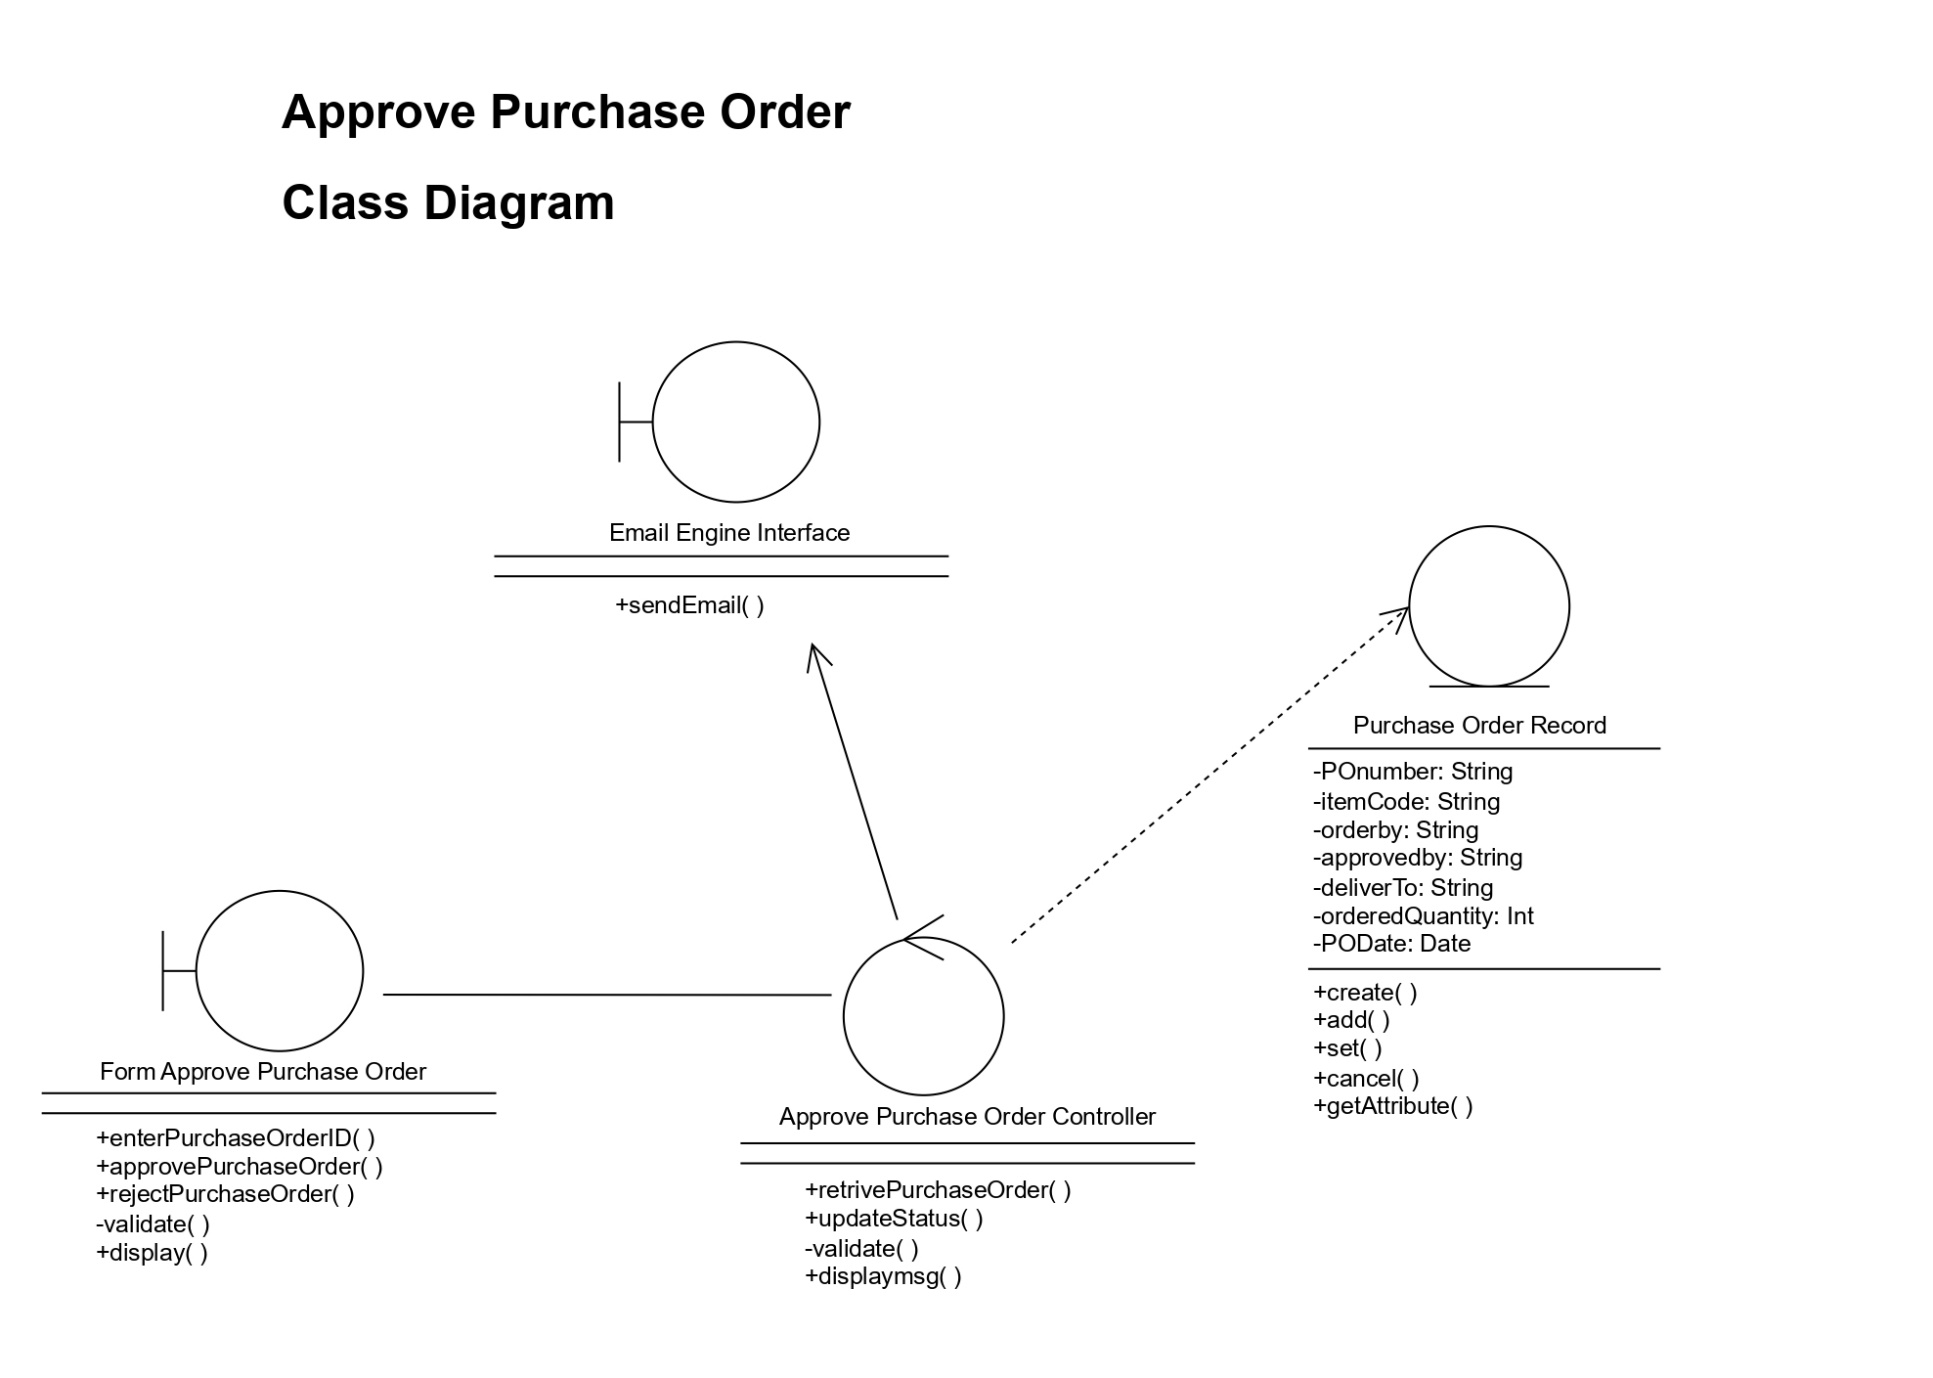 Approve Purchase Order
Class Diagram
Email Engine Interface
+sendEmail( )
Purchase Order Record
-POnumber: String
-itemCode: String
-orderby: String
-approvedby: String
-deliverTo: String
-orderedQuantity: Int
-PODate: Date
+create( )
+add( )
+set( )
+cancel( )
+getAttribute( )
Form Approve Purchase Order
+enterPurchaseOrderID( )
+approvePurchaseOrder( )
+rejectPurchaseOrder( )
-validate( )
+display( )
Approve Purchase Order Controller
+retrivePurchaseOrder( )
+updateStatus( )
-validate( )
+displaymsg( )